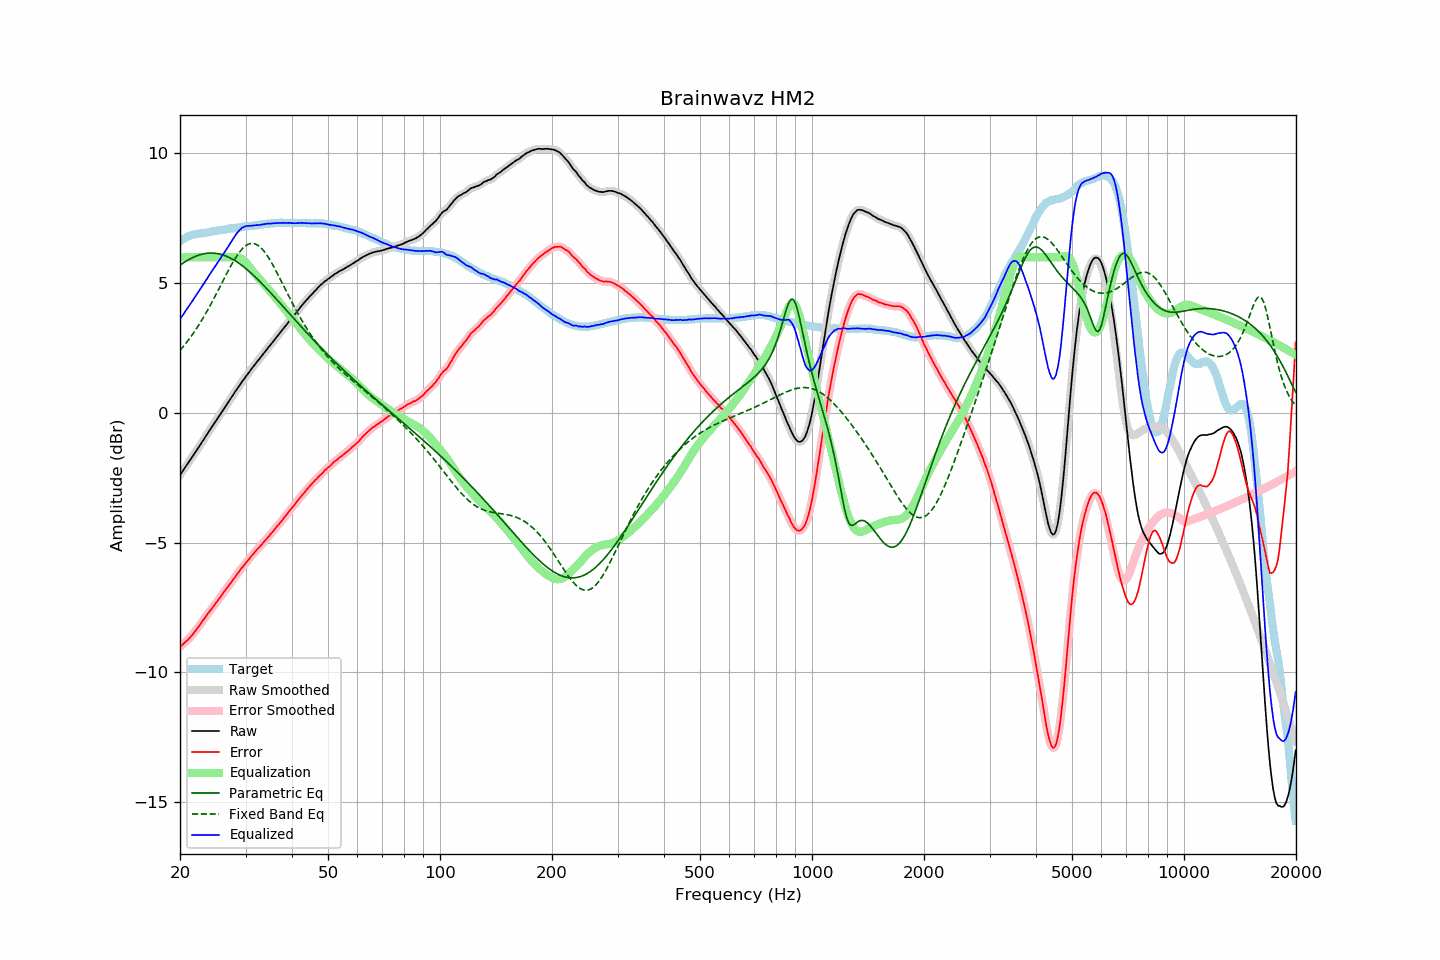 Brainwavz HM2
Amplitude (dBr)
10
5
0
−5
−10
−15
Target
Raw Smoothed
Error Smoothed
Raw
Error
Equalization
Parametric Eq
Fixed Band Eq
Equalized
20 50 100 200 500 1000 2000 5000 10000 20000
Frequency (Hz)